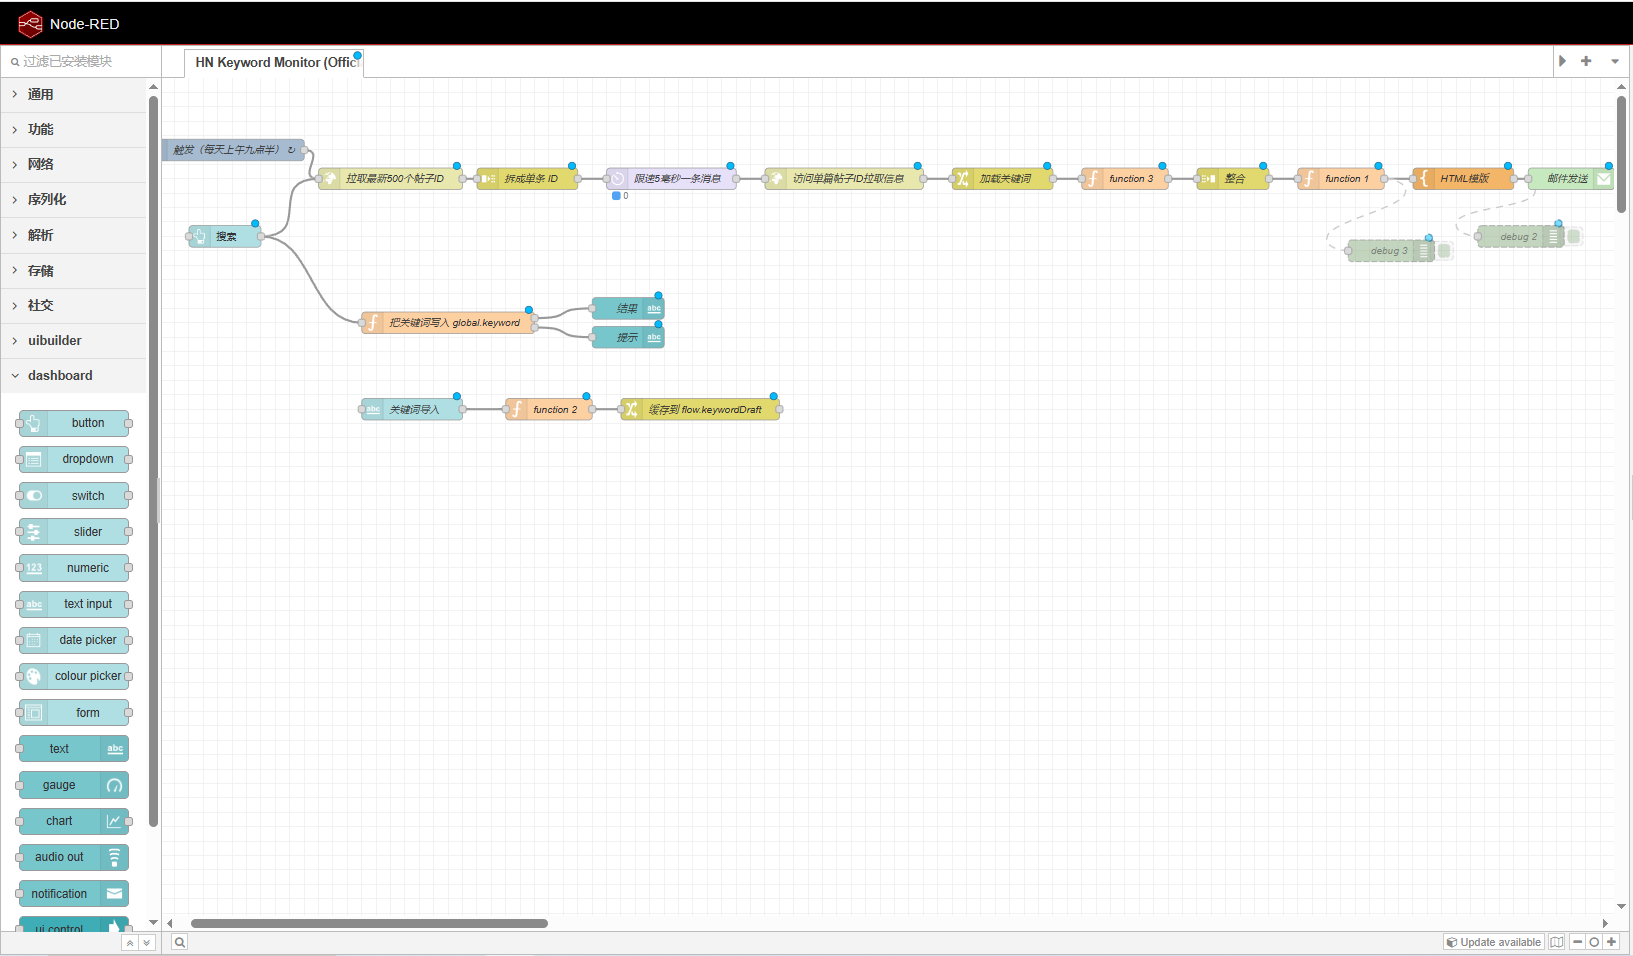 Node-RED
过滤已安装模块
HN Keyword Monitor (Offic
通用
功能
网络
序列化
解析
存储
社交
uibuilder
dashboard
button
dropdown
switch
slider
numeric
text input
date picker
colour picker
form
text
gauge
chart
audio out
notification
ui control
触发（每天上午九点半） ↻
拉取最新500个帖子ID
拆成单条 ID
限速5毫秒一条消息
0
访问单篇帖子ID拉取信息
加载关键词
function 3
整合
function 1
HTML模版
邮件发送
搜索
debug 3
debug 2
把关键词写入 global.keyword
结果
abc
提示
abc
abc
关键词导入
function 2
缓存到 flow.keywordDraft
123
abc
abc
Update available